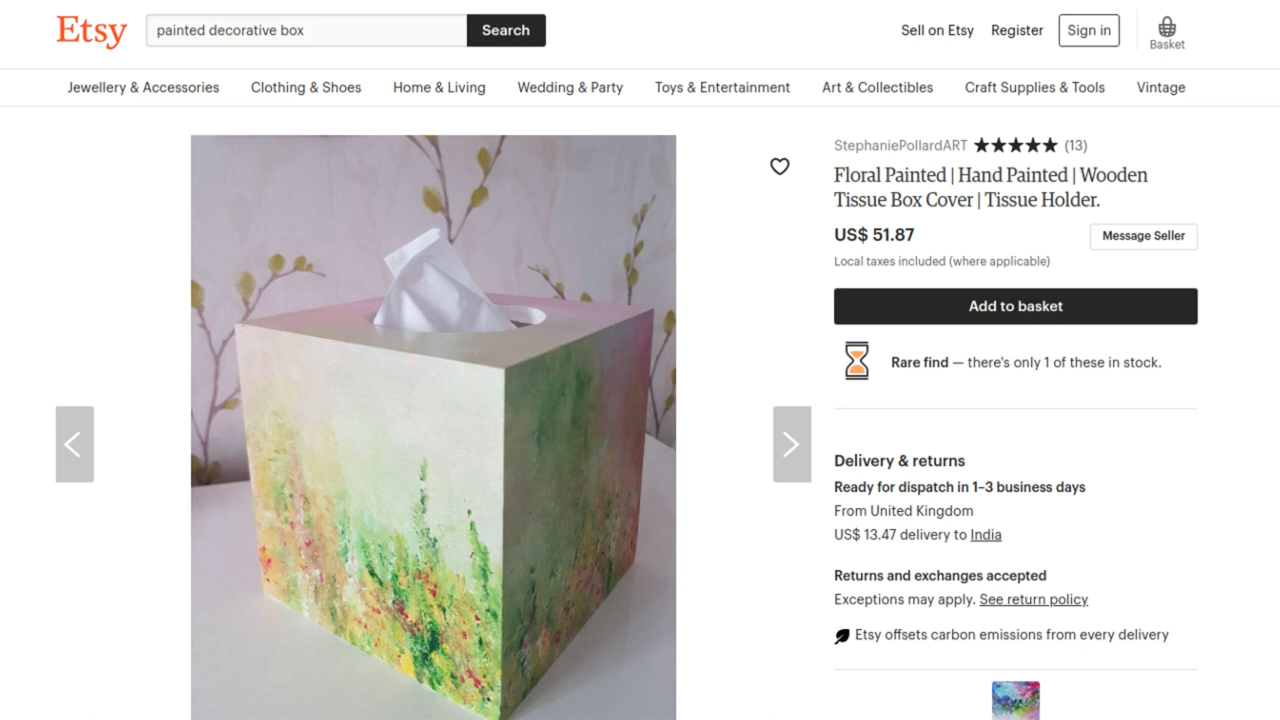 Etsy
painted decorative box
Search
Sell on Etsy
Register
Sign in
Basket
Jewellery & Accessories
Clothing & Shoes
Home & Living
Wedding & Party
Toys & Entertainment
Art & Collectibles
Craft Supplies & Tools
Vintage
StephaniePollardART ★★★★★ (13)
Floral Painted | Hand Painted | Wooden
Tissue Box Cover | Tissue Holder.
US$ 51.87
Message Seller
Local taxes included (where applicable)
Add to basket
Rare find — there's only 1 of these in stock.
Delivery & returns
Ready for dispatch in 1–3 business days
From United Kingdom
US$ 13.47 delivery to India
Returns and exchanges accepted
Exceptions may apply. See return policy
Etsy offsets carbon emissions from every delivery